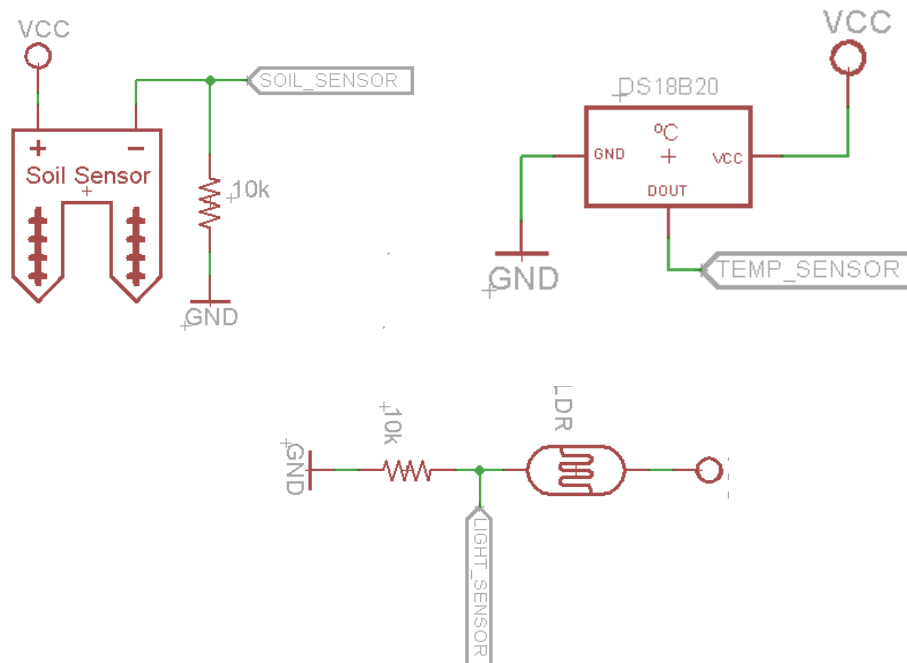 VCC
SOIL_SENSOR
+ −
Soil Sensor
10k
GND
VCC
DS18B20
°C
GND
VCC
DOUT
GND
TEMP_SENSOR
LDR
10k
GND
LIGHT_SENSOR